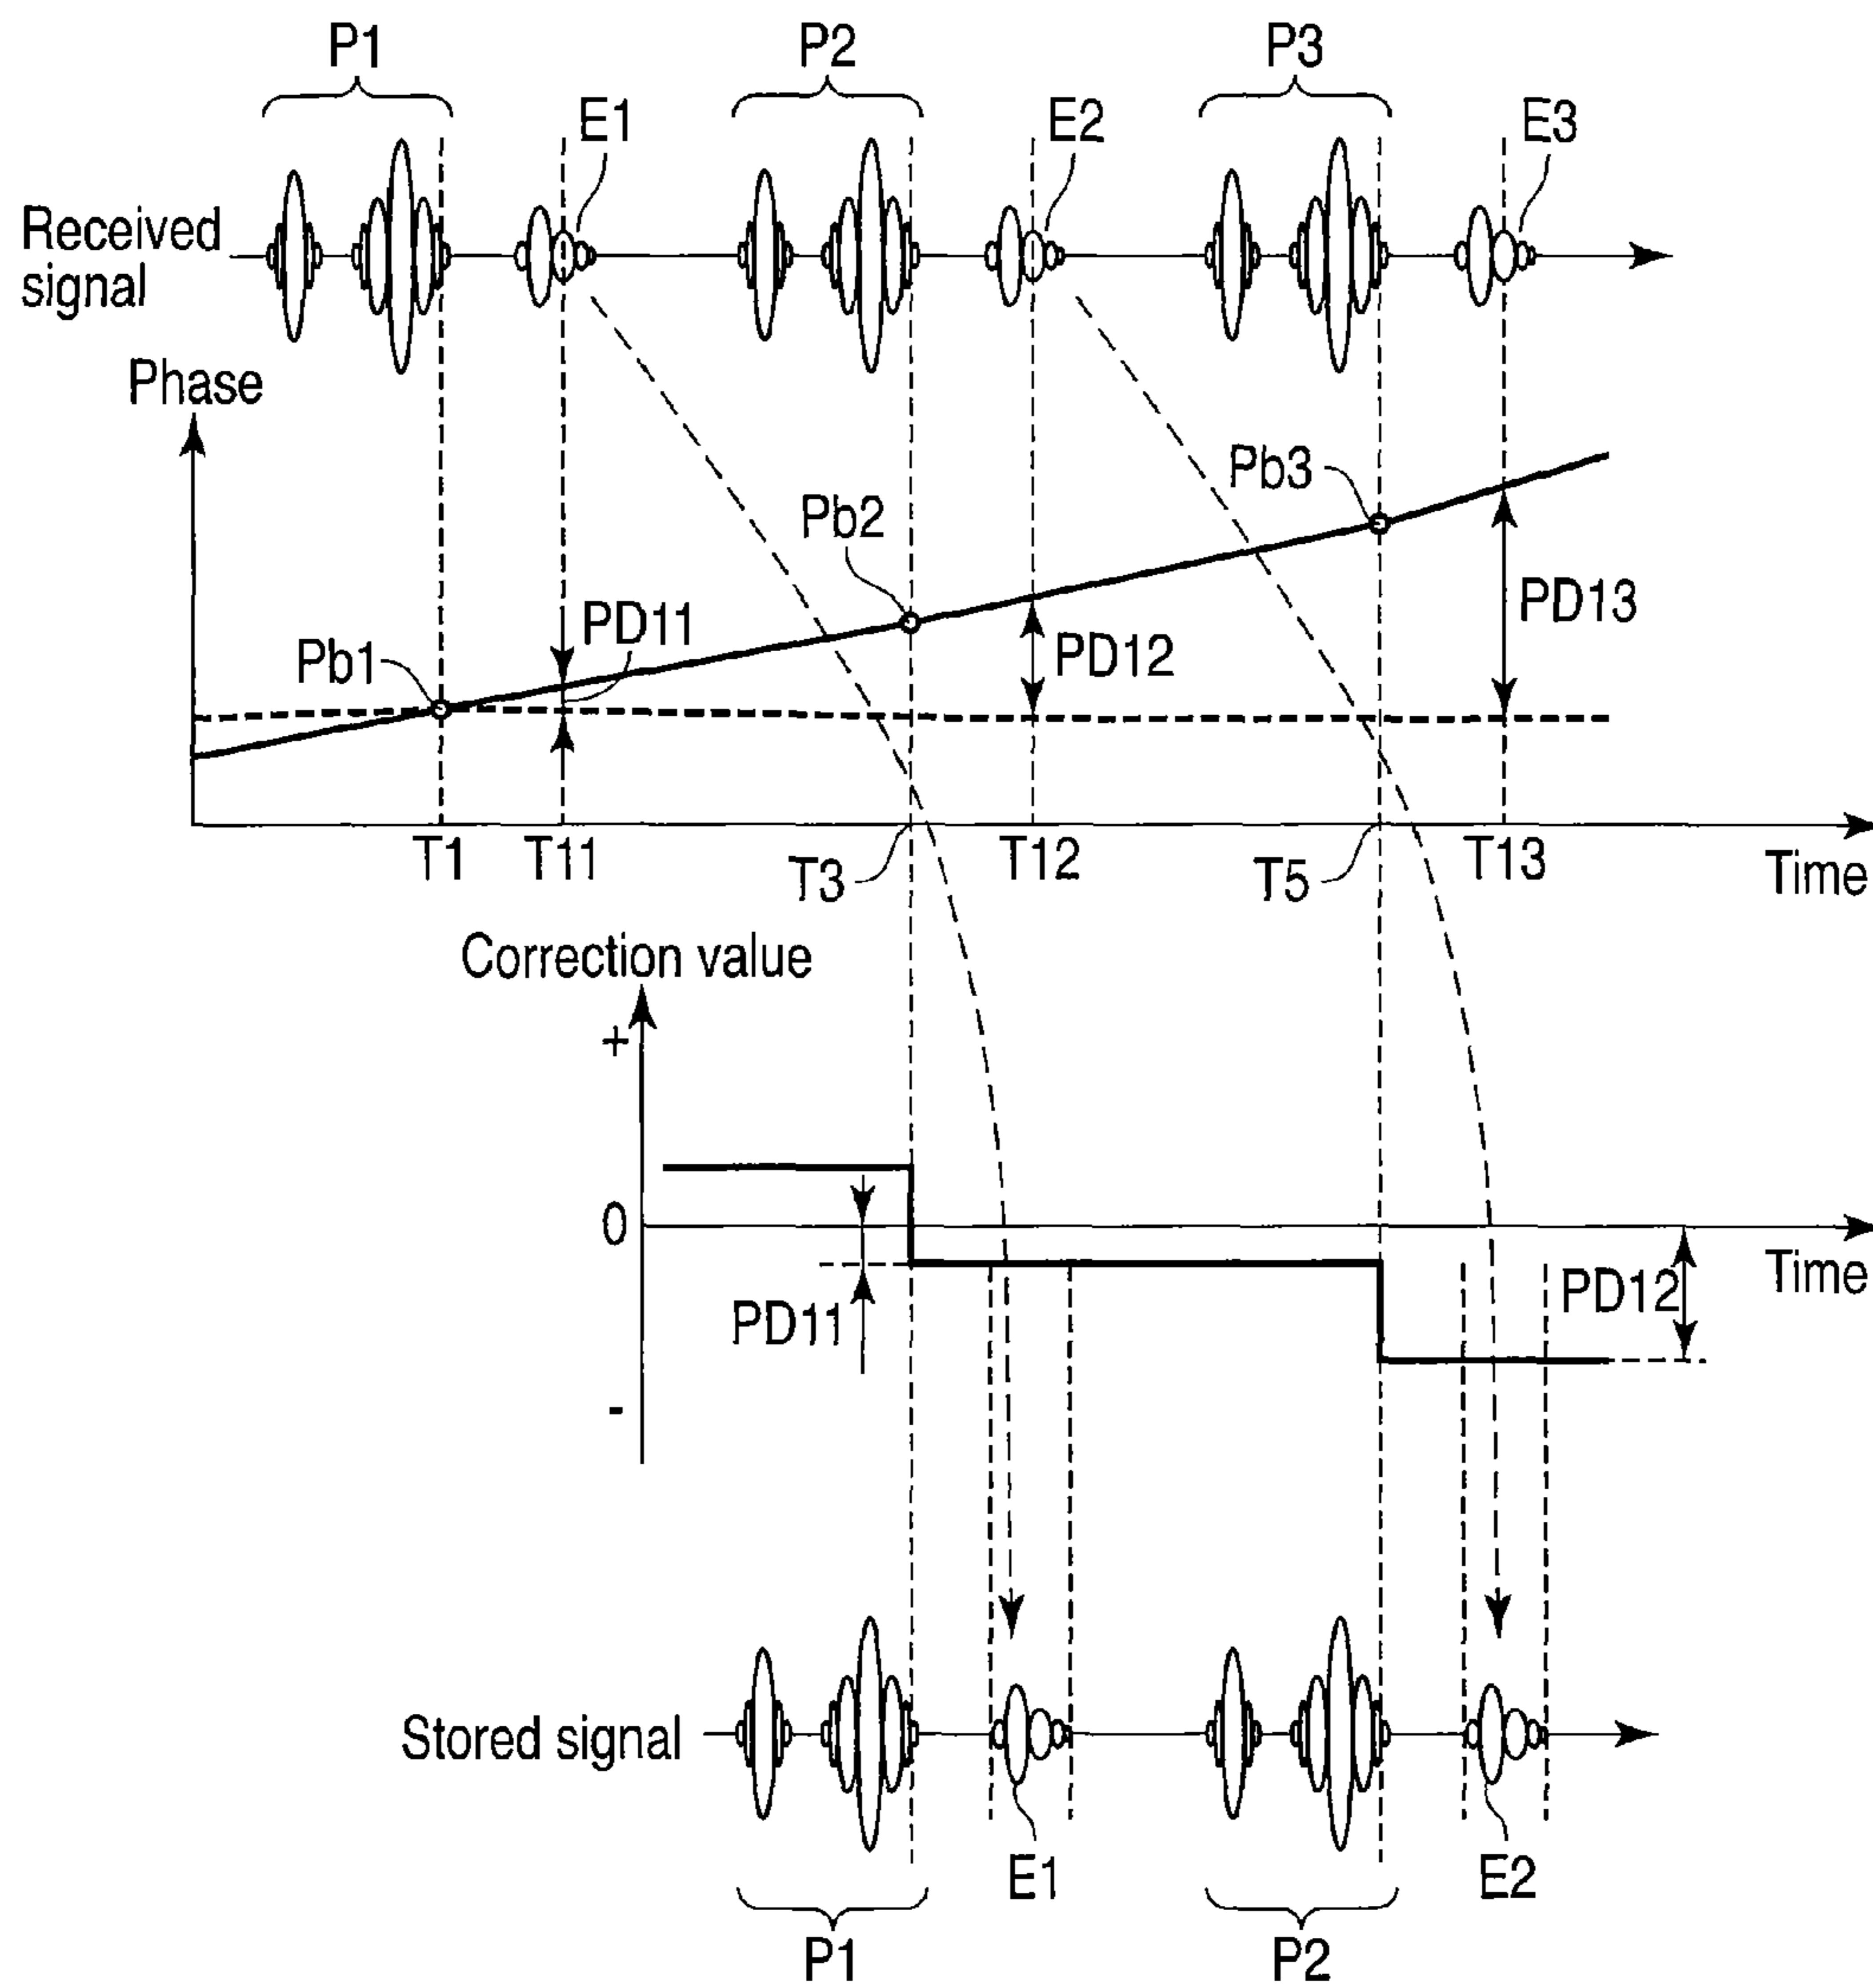 P1
P2
P3
E1
E2
E3
Received
signal
Phase
Pb3
Pb2
PD11
PD13
Pb1
PD12
T1
T11
T3
T12
T5
T13
Time
Correction value
+
0
Time
PD11
PD12
-
Stored signal
E1
E2
P1
P2